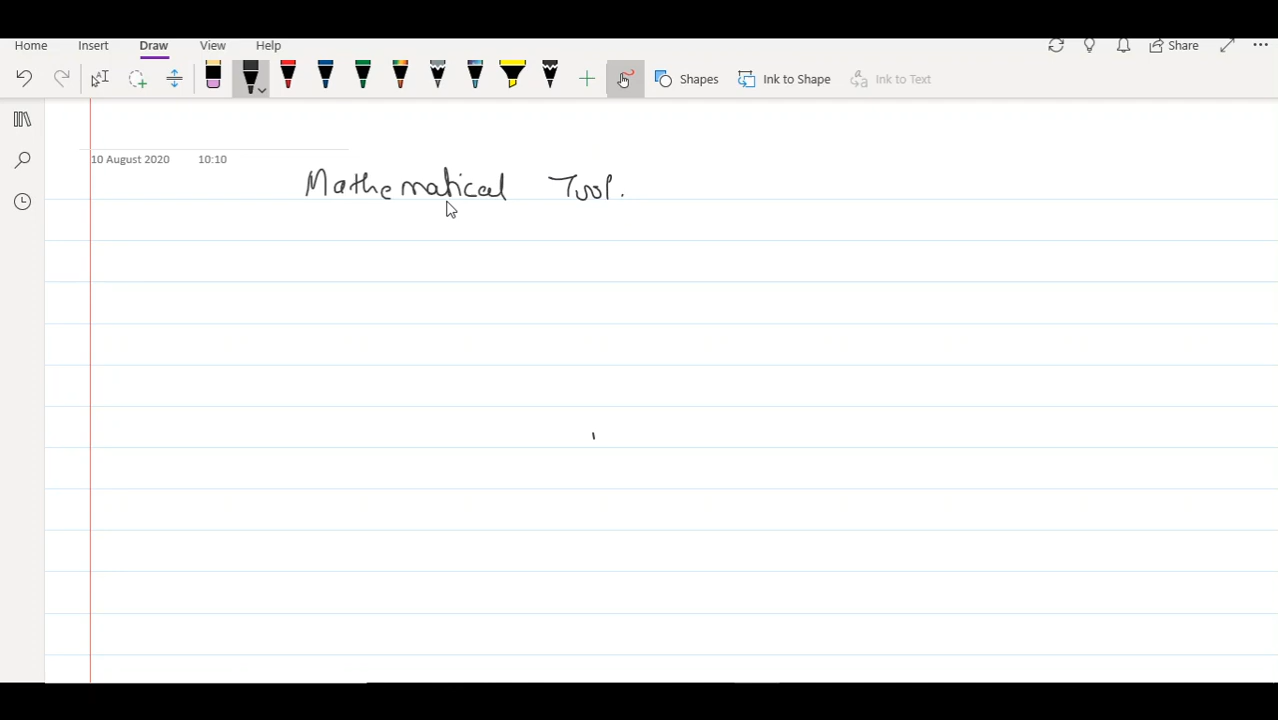 Home Insert Draw View Help Share
Shapes Ink to Shape Ink to Text
10 August 2020 10:10
Mathematical Tool.